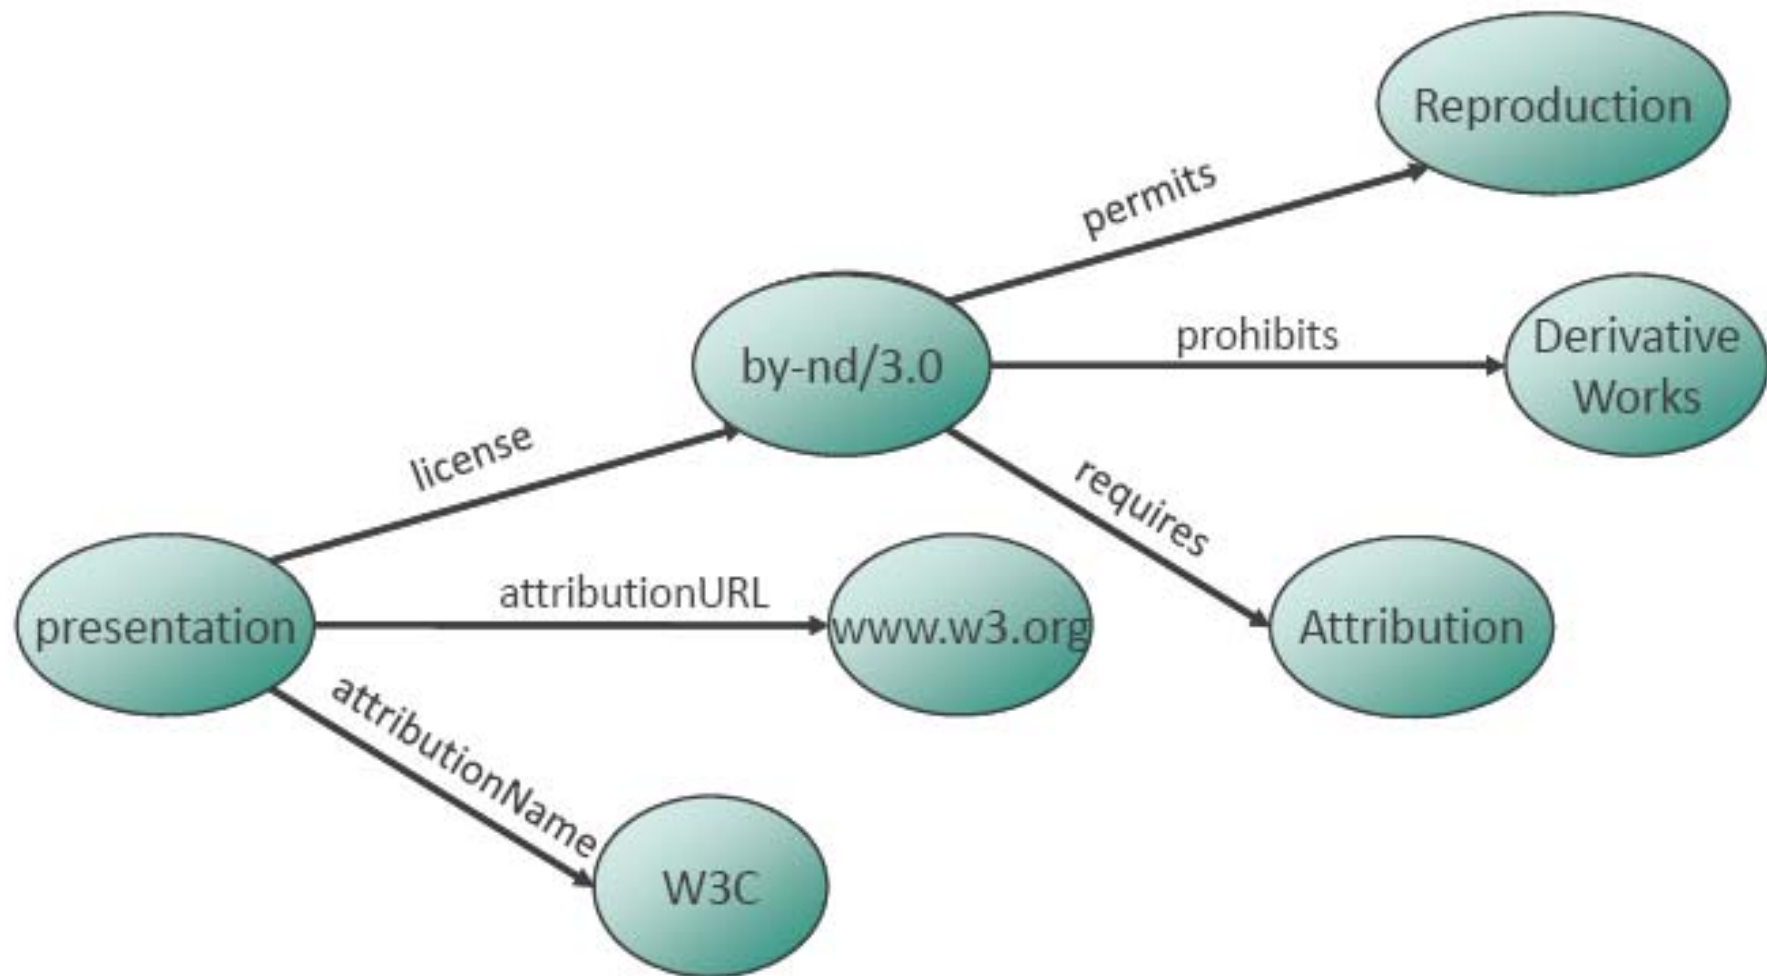 Reproduction
permits
by-nd/3.0
prohibits
Derivative
Works
license
requires
presentation
attributionURL
www.w3.org
Attribution
attributionName
W3C